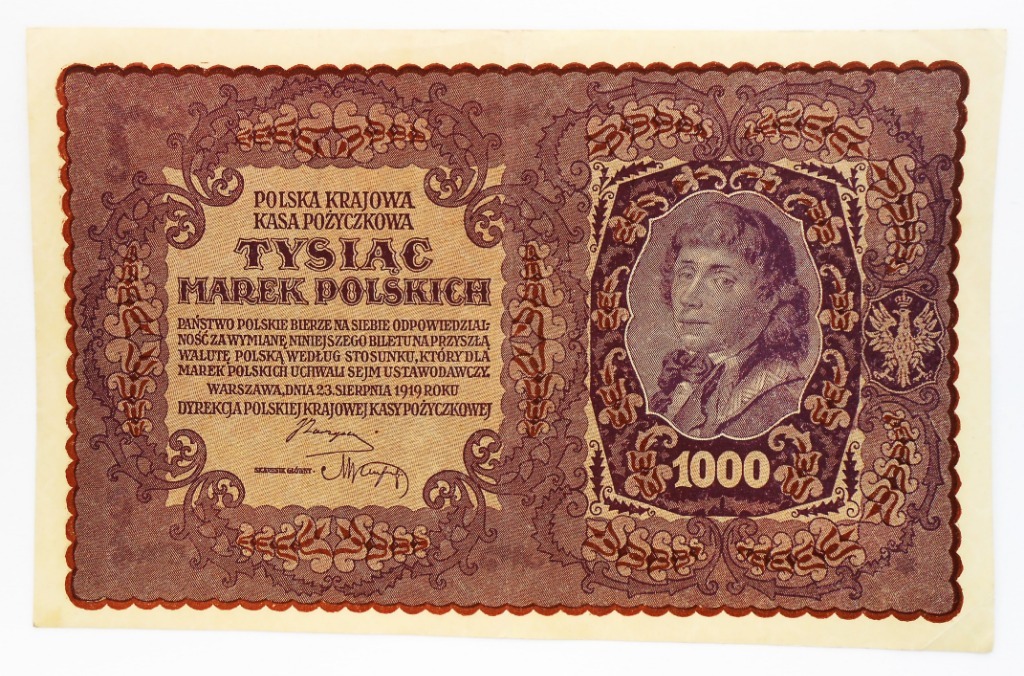 POLSKA KRAJOWA
KASA POŻYCZKOWA
TYSIĄC
MAREK POLSKICH
PAŃSTWO POLSKIE BIERZE NA SIEBIE ODPOWIEDZIAL-
NOŚĆ ZA WYMIANĘ NINIEJSZEGO BILETU NA PRZYSZŁĄ
WALUTĘ POLSKĄ WEDŁUG STOSUNKU, KTÓRY DLA
MAREK POLSKICH UCHWALI SEJM USTAWODAWCZY.
WARSZAWA, DNIA 23. SIERPNIA 1919 ROKU
DYREKCJA POLSKIEJ KRAJOWEJ KASY POŻYCZKOWEJ
SKARBNIK GŁÓWNY -
1000